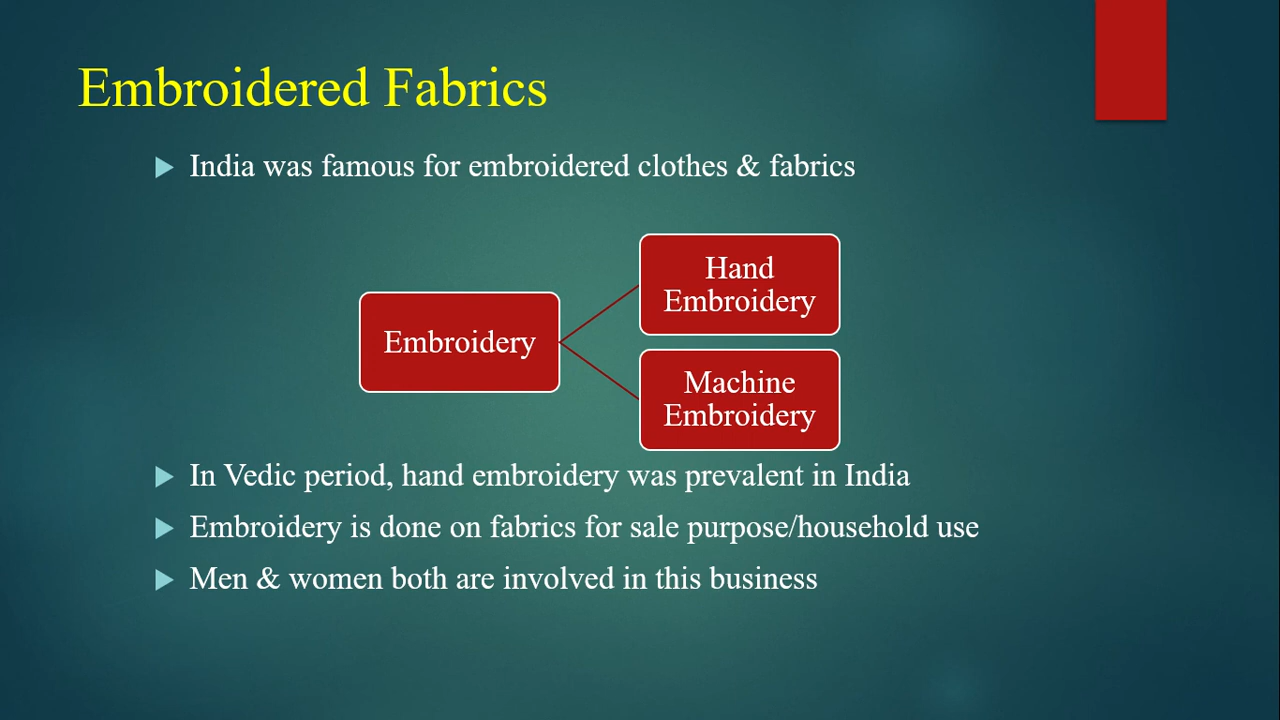 Embroidered Fabrics
India was famous for embroidered clothes & fabrics
Hand
Embroidery
Embroidery
Machine
Embroidery
In Vedic period, hand embroidery was prevalent in India
Embroidery is done on fabrics for sale purpose/household use
Men & women both are involved in this business